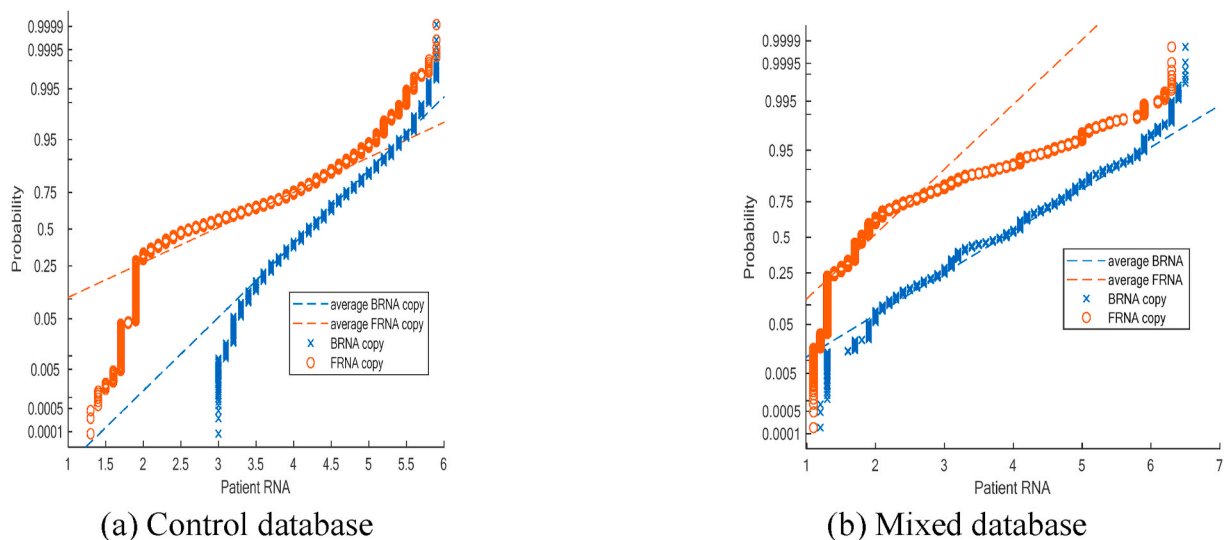 0.9999
0.9995
0.995
0.95
0.75
0.5
0.25
0.05
0.005
0.0005
0.0001
Probability
1 1.5 2 2.5 3 3.5 4 4.5 5 5.5 6
Patient RNA
average BRNA copy
average FRNA copy
BRNA copy
FRNA copy
(a) Control database
0.9999
0.9995
0.995
0.95
0.75
0.5
0.25
0.05
0.005
0.0005
0.0001
Probability
1 2 3 4 5 6 7
Patient RNA
average BRNA
average FRNA
BRNA copy
FRNA copy
(b) Mixed database